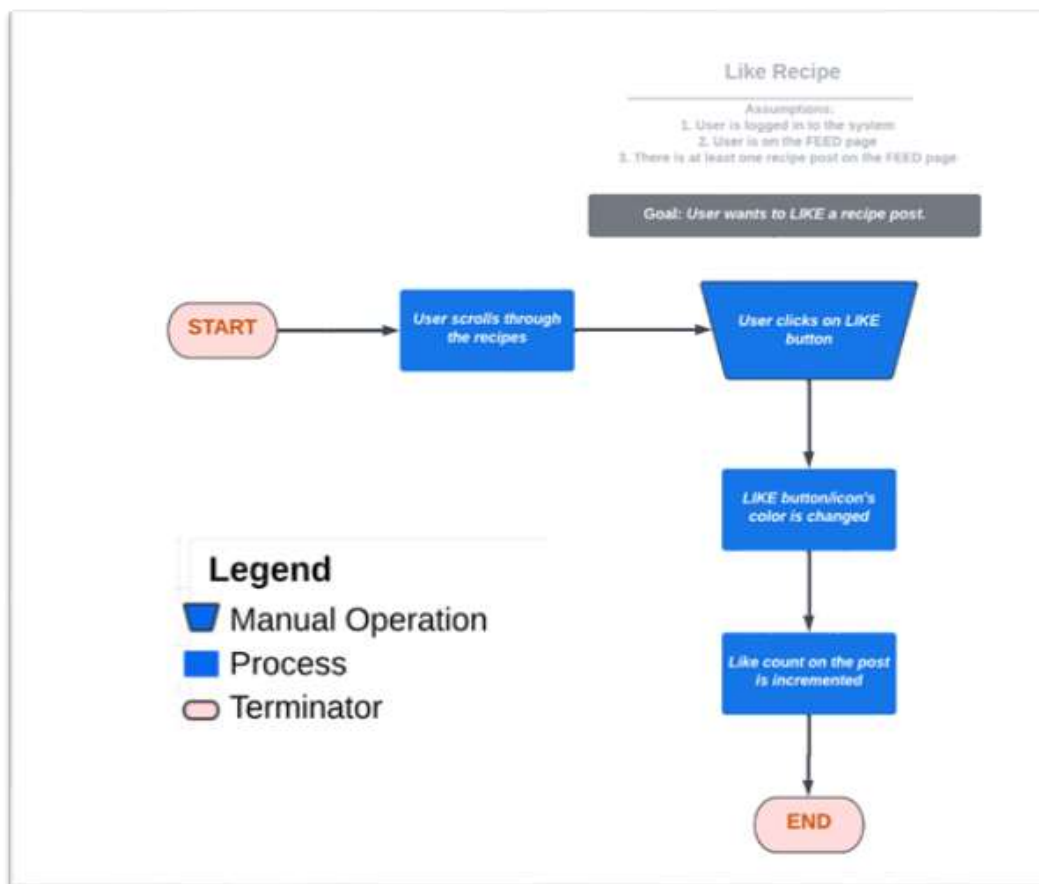 Like Recipe
Assumptions:
1. User is logged in to the system
2. User is on the FEED page
3. There is at least one recipe post on the FEED page
Goal: User wants to LIKE a recipe post.
START
User scrolls through
the recipes
User clicks on LIKE
button
LIKE button/icon's
color is changed
Like count on the post
is incremented
END
Legend
Manual Operation
Process
Terminator